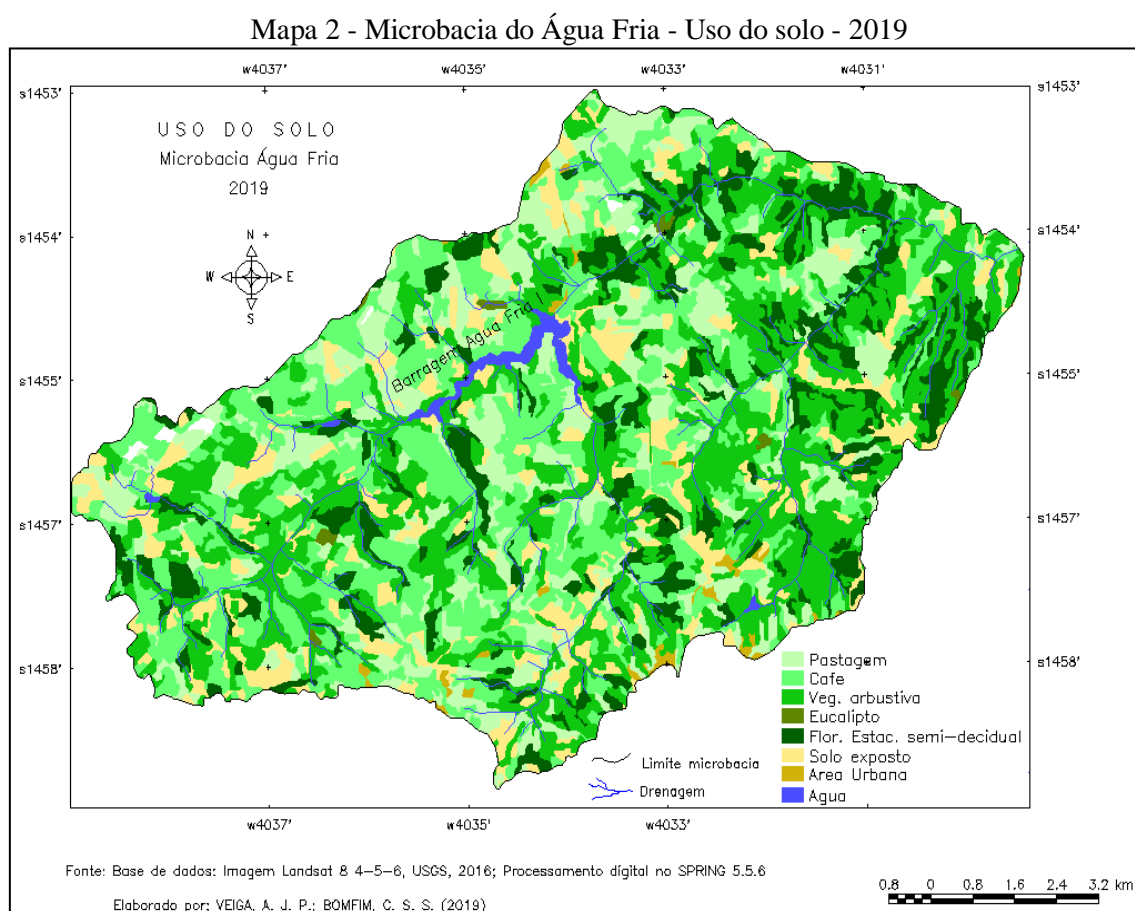 Mapa 2 - Microbacia do Água Fria - Uso do solo - 2019
w4037' w4035' w4033' w4031'
s1453' s1453'
USO DO SOLO
Microbacia Água Fria
2019
s1454' s1454'
N
W E
S
Barragem Agua Fria I
s1455' s1455'
s1457' s1457'
s1458' s1458'
Pastagem
Cafe
Veg. arbustiva
Eucalipto
Flor. Estac. semi-decidual
Solo exposto
Area Urbana
Agua
Limite microbacia
Drenagem
w4037' w4035' w4033' w4031'
Fonte: Base de dados: Imagem Landsat 8 4-5-6, USGS, 2016; Processamento digital no SPRING 5.5.6
0.8 0 0.8 1.6 2.4 3.2 km
Elaborado por: VEIGA, A. J. P.; BOMFIM, C. S. S. (2019)